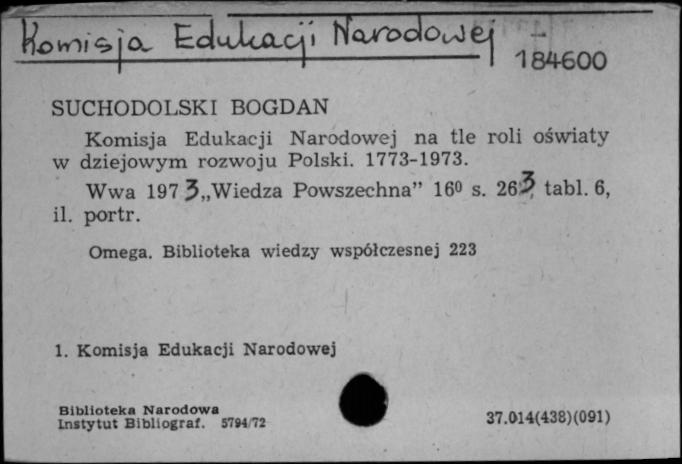 Komisja Edukacji Narodowej
184600
SUCHODOLSKI BOGDAN
Komisja Edukacji Narodowej na tle roli oświaty
w dziejowym rozwoju Polski. 1773-1973.
Wwa 1973 „Wiedza Powszechna” 16⁰ s. 263, tabl. 6,
il. portr.
Omega. Biblioteka wiedzy współczesnej 223
1. Komisja Edukacji Narodowej
Biblioteka Narodowa
Instytut Bibliograf. 5794/72
37.014(438)(091)